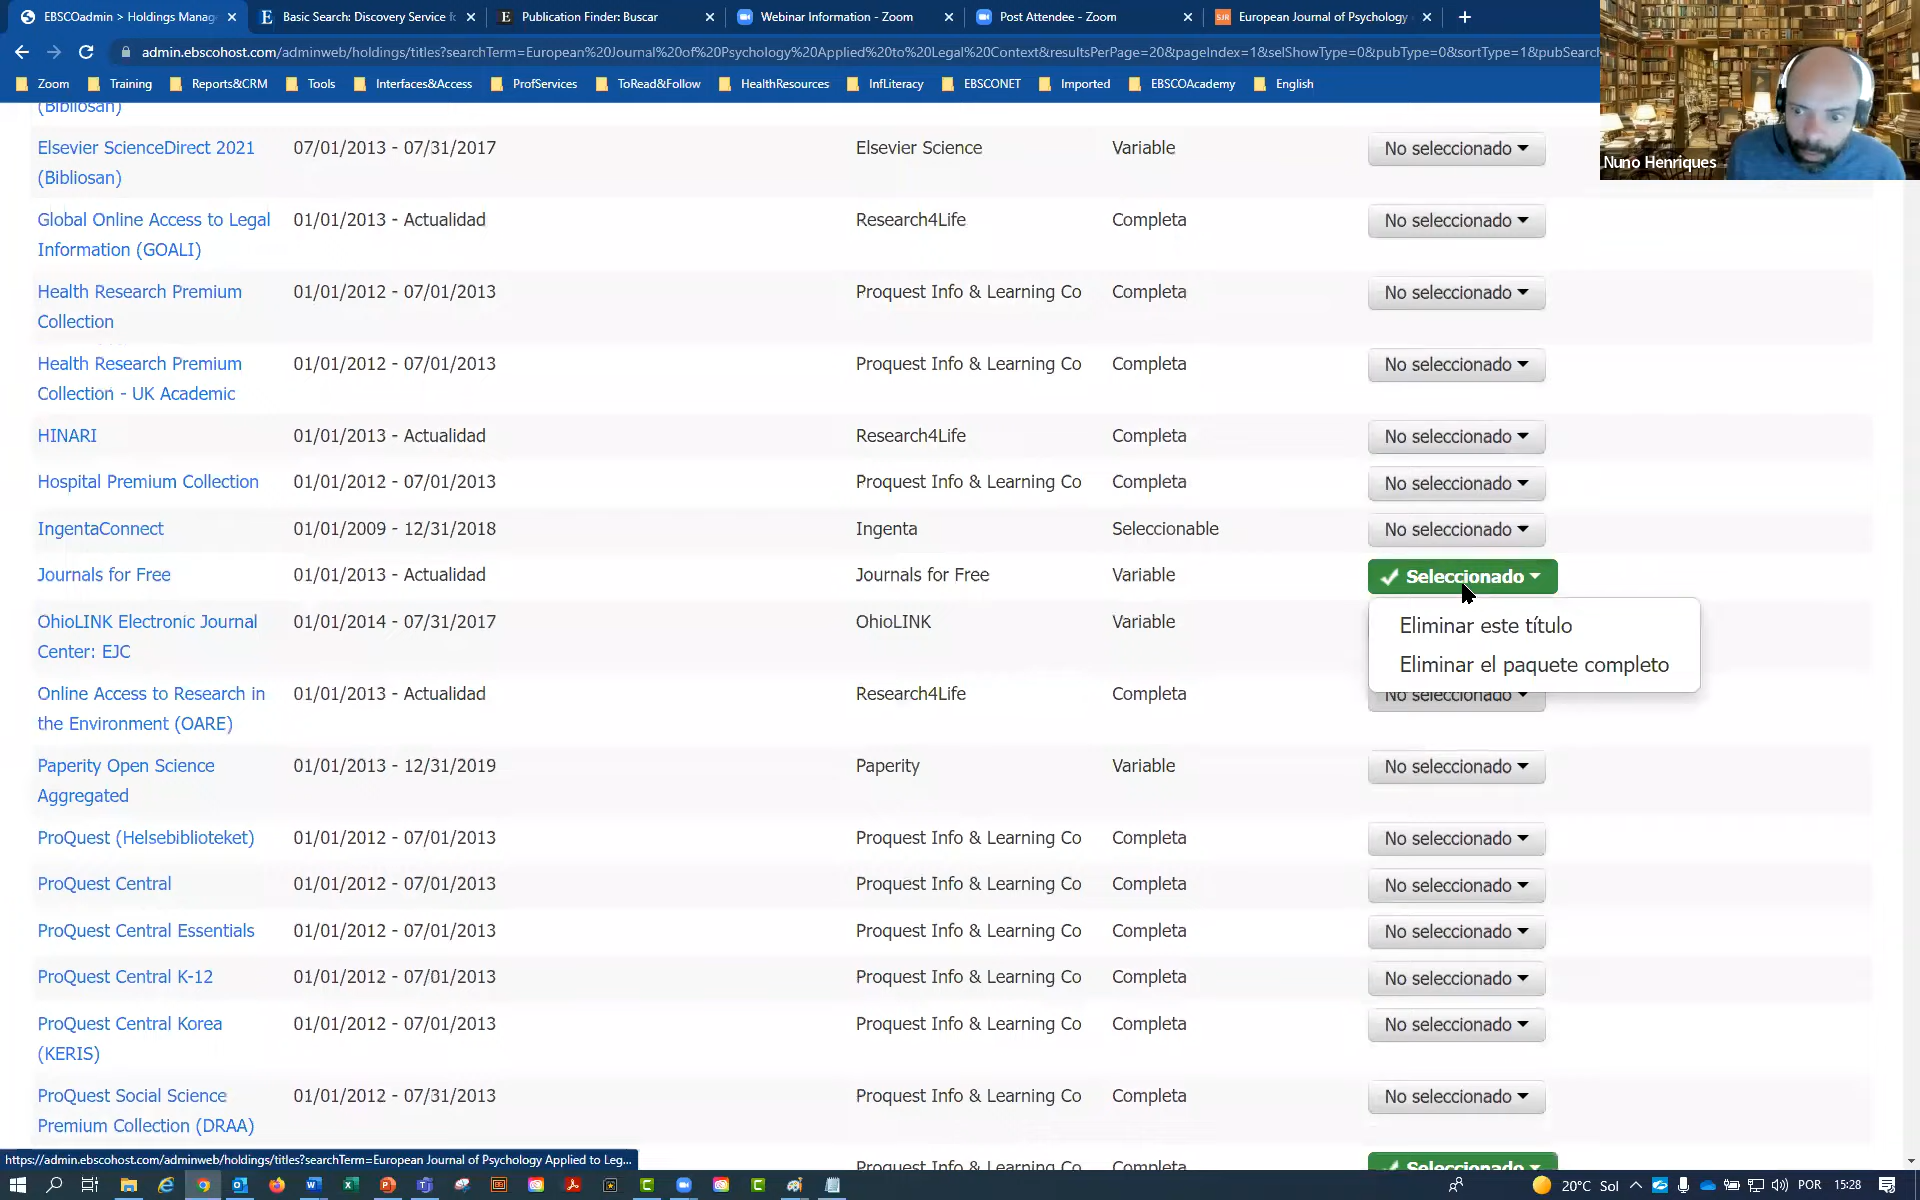 EBSCOadmin > Holdings Manag
Basic Search: Discovery Service fo
Publication Finder: Buscar
Webinar Information - Zoom
Post Attendee - Zoom
SJR
European Journal of Psychology
admin.ebscohost.com/adminweb/holdings/titles?searchTerm=European%20Journal%20of%20Psychology%20Applied%20to%20Legal%20Context&resultsPerPage=20&pageIndex=1&selShowType=0&pubType=0&sortType=1&pubSearc
Zoom
Training
Reports&CRM
Tools
Interfaces&Access
ProfServices
ToRead&Follow
HealthResources
InfLiteracy
EBSCONET
Imported
EBSCOAcademy
English
Nuno Henriques
(Bibliosan)
Elsevier ScienceDirect 2021 07/01/2013 - 07/31/2017 Elsevier Science Variable No seleccionado
(Bibliosan)
Global Online Access to Legal 01/01/2013 - Actualidad Research4Life Completa No seleccionado
Information (GOALI)
Health Research Premium 01/01/2012 - 07/01/2013 Proquest Info & Learning Co Completa No seleccionado
Collection
Health Research Premium 01/01/2012 - 07/01/2013 Proquest Info & Learning Co Completa No seleccionado
Collection - UK Academic
HINARI 01/01/2013 - Actualidad Research4Life Completa No seleccionado
Hospital Premium Collection 01/01/2012 - 07/01/2013 Proquest Info & Learning Co Completa No seleccionado
IngentaConnect 01/01/2009 - 12/31/2018 Ingenta Seleccionable No seleccionado
Journals for Free 01/01/2013 - Actualidad Journals for Free Variable Seleccionado
OhioLINK Electronic Journal 01/01/2014 - 07/31/2017 OhioLINK Variable Eliminar este título
Center: EJC
Eliminar el paquete completo
Online Access to Research in 01/01/2013 - Actualidad Research4Life Completa No seleccionado
the Environment (OARE)
Paperity Open Science 01/01/2013 - 12/31/2019 Paperity Variable No seleccionado
Aggregated
ProQuest (Helsebiblioteket) 01/01/2012 - 07/01/2013 Proquest Info & Learning Co Completa No seleccionado
ProQuest Central 01/01/2012 - 07/01/2013 Proquest Info & Learning Co Completa No seleccionado
ProQuest Central Essentials 01/01/2012 - 07/01/2013 Proquest Info & Learning Co Completa No seleccionado
ProQuest Central K-12 01/01/2012 - 07/01/2013 Proquest Info & Learning Co Completa No seleccionado
ProQuest Central Korea 01/01/2012 - 07/01/2013 Proquest Info & Learning Co Completa No seleccionado
(KERIS)
ProQuest Social Science 01/01/2012 - 07/31/2013 Proquest Info & Learning Co Completa No seleccionado
Premium Collection (DRAA)
Proquest Info & Learning Co Completa Seleccionado
https://admin.ebscohost.com/adminweb/holdings/titles?searchTerm=European Journal of Psychology Applied to Leg...
20°C Sol
POR
15:28